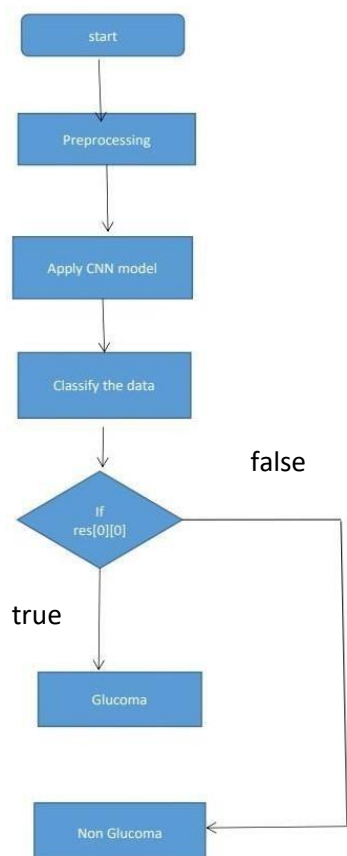 start
Preprocessing
Apply CNN model
Classify the data
false
If
res[0][0]
true
Glucoma
Non Glucoma